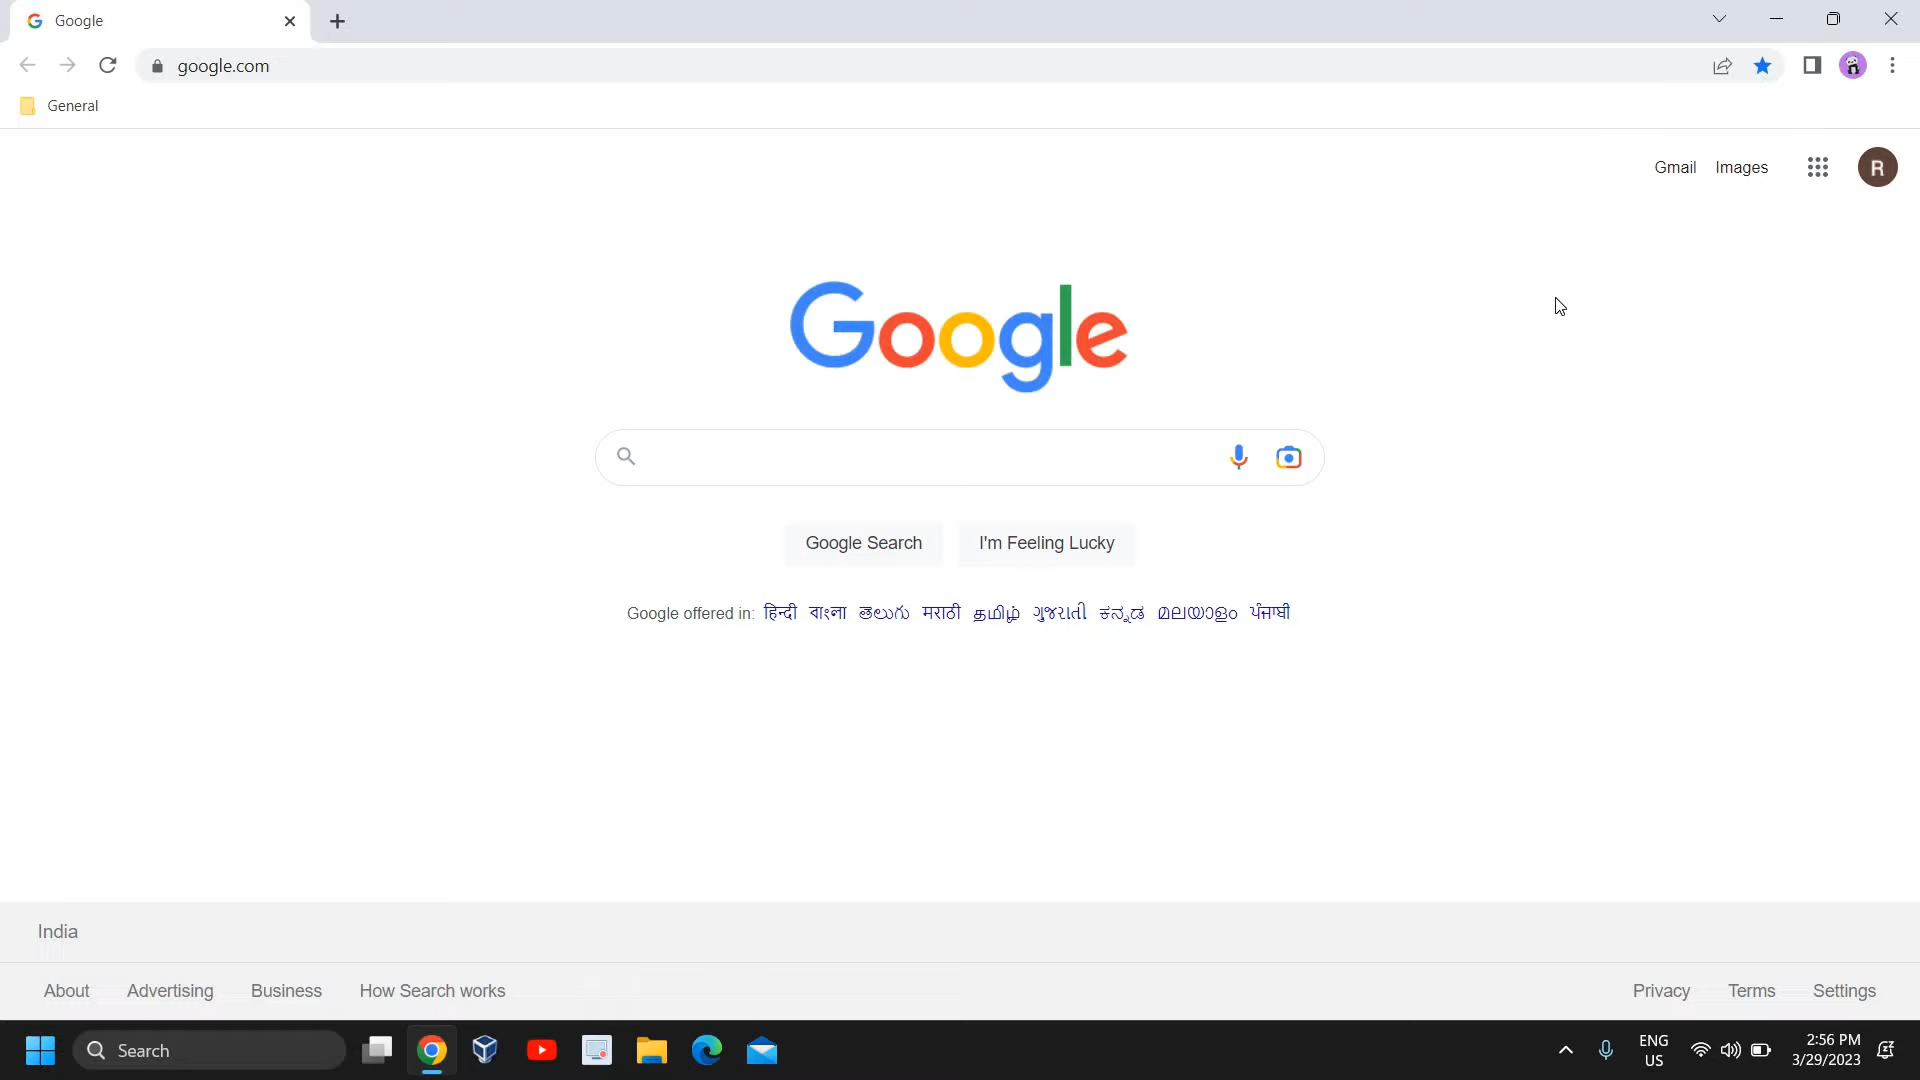 Google
google.com
General
Gmail Images R
Google
Google Search I'm Feeling Lucky
Google offered in: हिन्दी বাংলা తెలుగు मराठी தமிழ் ગુજરાતી ಕನ್ನಡ മലയാളം ਪੰਜਾਬੀ
India
About Advertising Business How Search works Privacy Terms Settings
Search
ENG
US
2:56 PM
3/29/2023